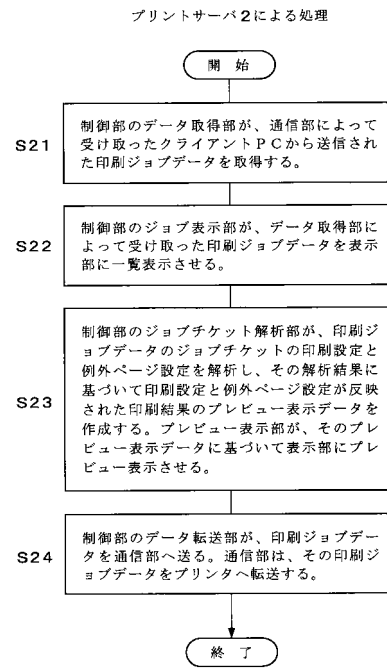 プリントサーバ2による処理
開 始
S21
制御部のデータ取得部が、通信部によって
受け取ったクライアントPCから送信され
た印刷ジョブデータを取得する。
S22
制御部のジョブ表示部が、データ取得部
によって受け取った印刷ジョブデータを表示
部に一覧表示させる。
S23
制御部のジョブチケット解析部が、印刷ジ
ョブデータのジョブチケットの印刷設定と
例外ページ設定を解析し、その解析結果に
基づいて印刷設定と例外ページ設定が反映
された印刷結果のプレビュー表示データを
作成する。プレビュー表示部が、そのプレ
ビュー表示データに基づいて表示部にプレ
ビュー表示させる。
S24
制御部のデータ転送部が、印刷ジョブデー
タを通信部へ送る。通信部は、その印刷ジ
ョブデータをプリンタへ転送する。
終 了